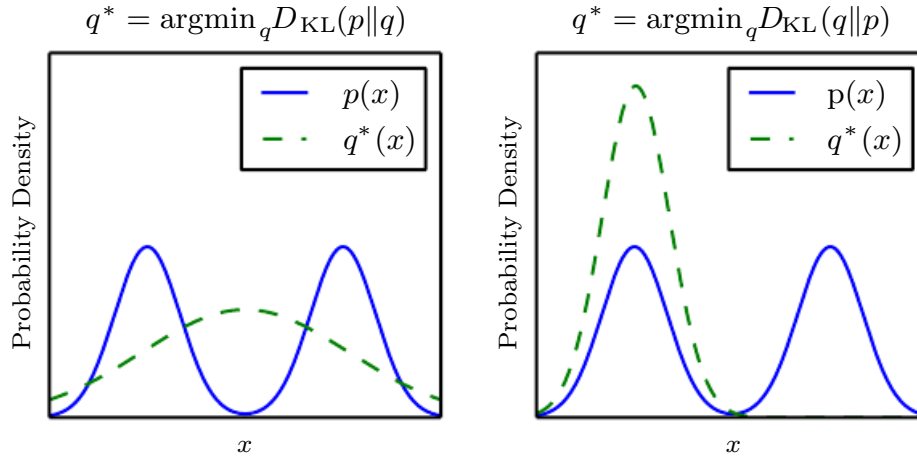 q* = argmin_q D_KL(p‖q)
p(x)
q*(x)
Probability Density
x
q* = argmin_q D_KL(q‖p)
p(x)
q*(x)
Probability Density
x